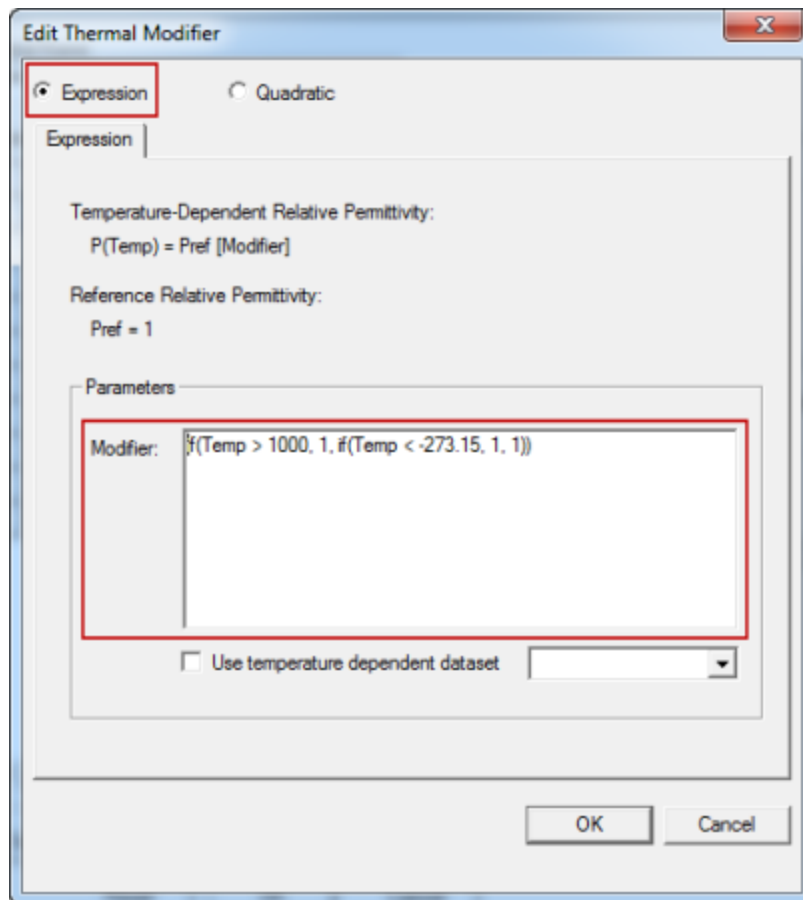 Edit Thermal Modifier
Expression
Quadratic
Expression
Temperature-Dependent Relative Permittivity:
P(Temp) = Pref [Modifier]
Reference Relative Permittivity:
Pref = 1
Parameters
Modifier:
if(Temp > 1000, 1, if(Temp < -273.15, 1, 1))
Use temperature dependent dataset
OK
Cancel